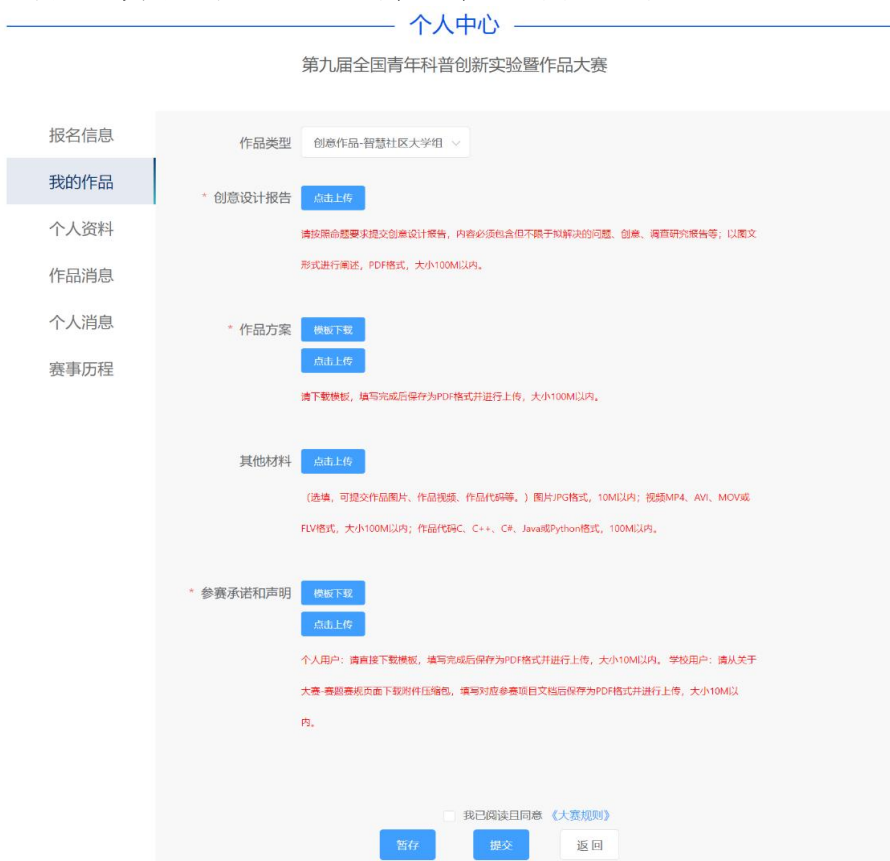 个人中心
第九届全国青年科普创新实验暨作品大赛
报名信息
我的作品
个人资料
作品消息
个人消息
赛事历程
作品类型 创意作品-智慧社区大学组
* 创意设计报告 点击上传
请按照命题要求提交创意设计报告，内容必须包含但不限于拟解决的问题、创意、调查研究报告等；以图文
形式进行阐述，PDF格式，大小100M以内。
* 作品方案 模板下载
点击上传
请下载模板，填写完成后保存为PDF格式并进行上传，大小100M以内。
其他材料 点击上传
（选填，可提交作品图片、作品视频、作品代码等。）图片JPG格式，10M以内；视频MP4、AVI、MOV或
FLV格式，大小100M以内；作品代码C、C++、C#、Java或Python格式，100M以内。
* 参赛承诺和声明 模板下载
点击上传
个人用户：请直接下载模板，填写完成后保存为PDF格式并进行上传，大小10M以内。 学校用户：请从关于
大赛-赛题赛规页面下载附件压缩包，填写对应参赛项目文档后保存为PDF格式并进行上传，大小10M以
内。
我已阅读且同意 《大赛规则》
暂存 提交 返回